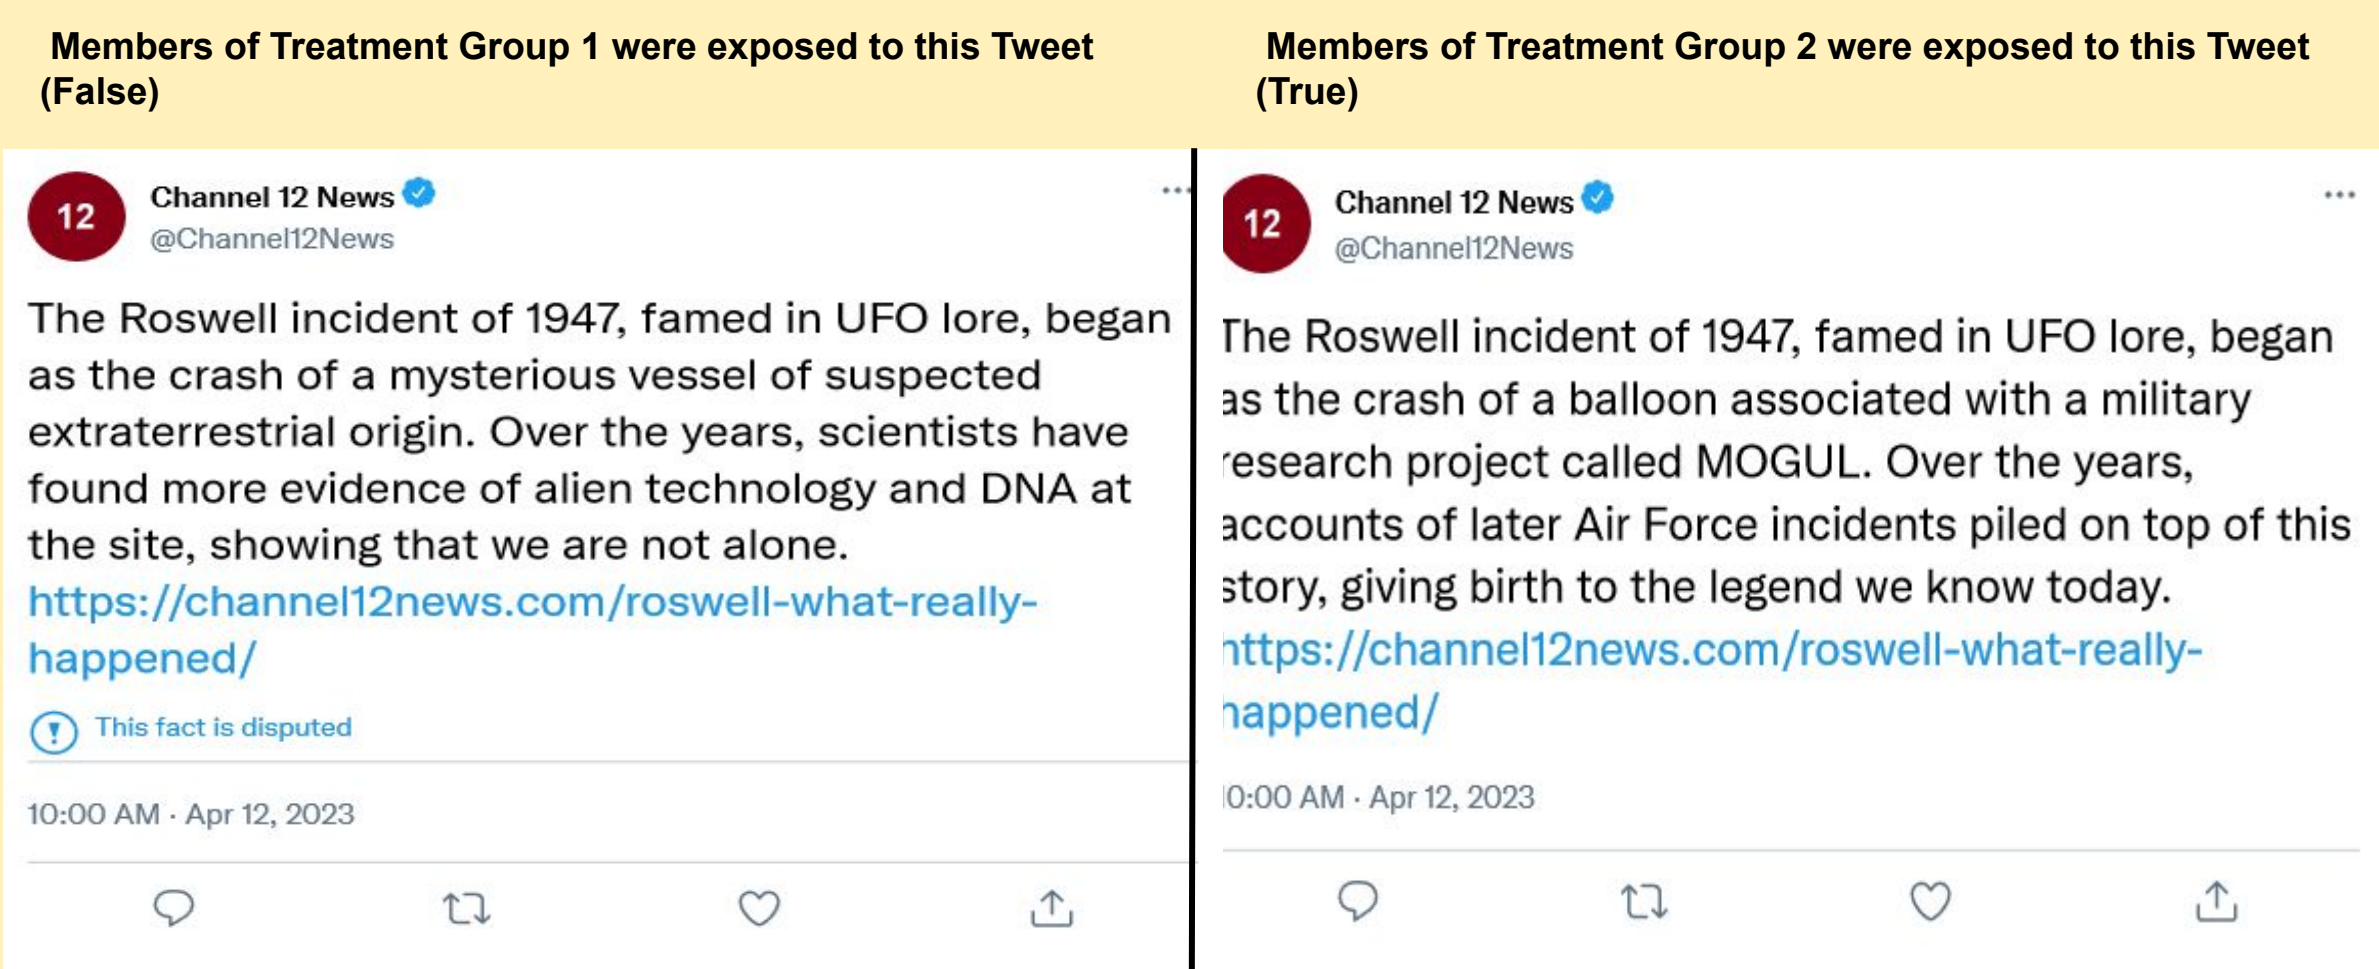 Members of Treatment Group 1 were exposed to this Tweet
(False)
12
Channel 12 News
@Channel12News
The Roswell incident of 1947, famed in UFO lore, began
as the crash of a mysterious vessel of suspected
extraterrestrial origin. Over the years, scientists have
found more evidence of alien technology and DNA at
the site, showing that we are not alone.
https://channel12news.com/roswell-what-really-
happened/
This fact is disputed
10:00 AM · Apr 12, 2023
Members of Treatment Group 2 were exposed to this Tweet
(True)
12
Channel 12 News
@Channel12News
The Roswell incident of 1947, famed in UFO lore, began
as the crash of a balloon associated with a military
research project called MOGUL. Over the years,
accounts of later Air Force incidents piled on top of this
story, giving birth to the legend we know today.
https://channel12news.com/roswell-what-really-
happened/
10:00 AM · Apr 12, 2023